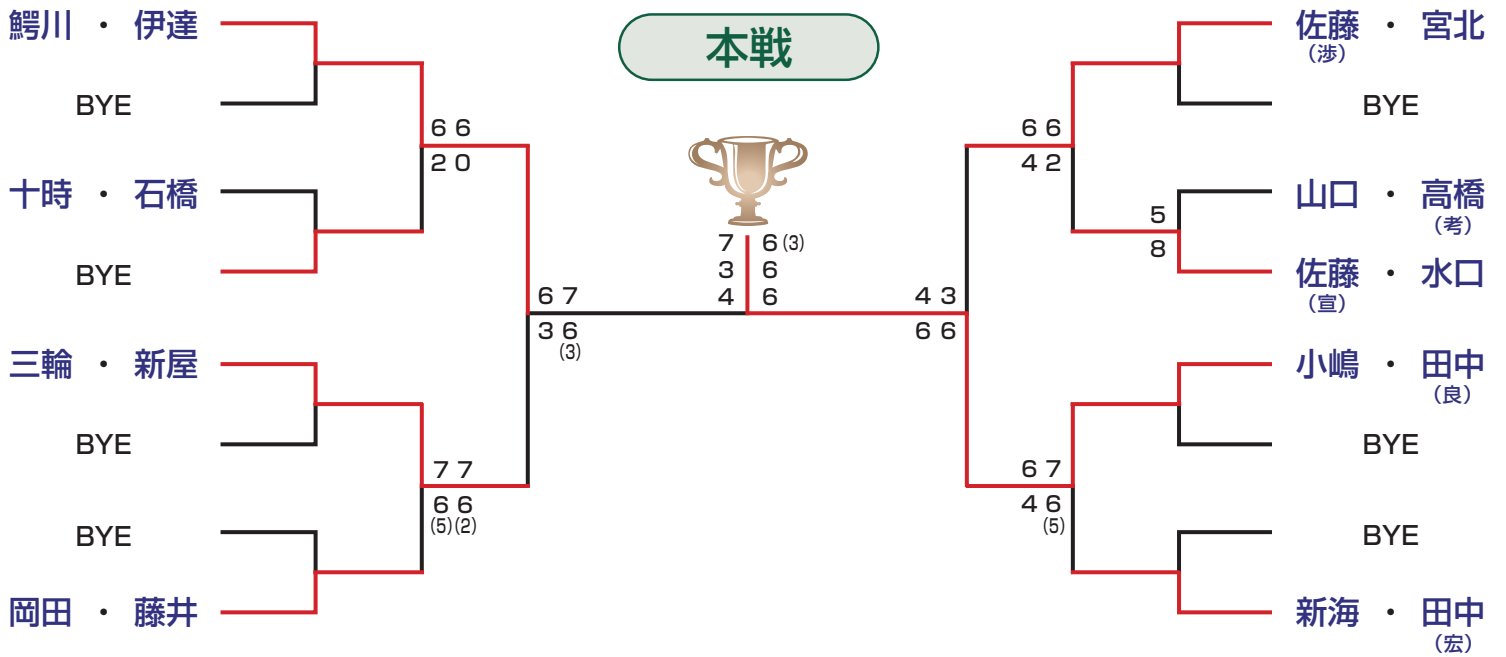 本戦
鰐川 ・ 伊達
BYE
6 6
2 0
十時 ・ 石橋
BYE
6 7
3 6
(3)
三輪 ・ 新屋
BYE
7 7
6 6
(5)(2)
BYE
岡田 ・ 藤井
7 6(3)
3 6
4 6
佐藤 ・ 宮北
(渉)
BYE
6 6
4 2
山口 ・ 高橋
(考)
5
8
佐藤 ・ 水口
(宣)
4 3
6 6
小嶋 ・ 田中
(良)
BYE
6 7
4 6
(5)
BYE
新海 ・ 田中
(宏)